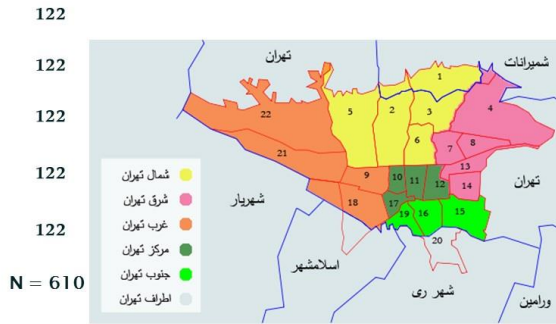 122
122
122
122
122
N = 610
تهران
شمیرانات
تهران
شهریار
اسلامشهر
شهر ری
ورامین
شمال تهران
شرق تهران
غرب تهران
مرکز تهران
جنوب تهران
اطراف تهران
1
2
3
4
5
6
7
8
9
10
11
12
13
14
15
16
17
18
19
20
21
22